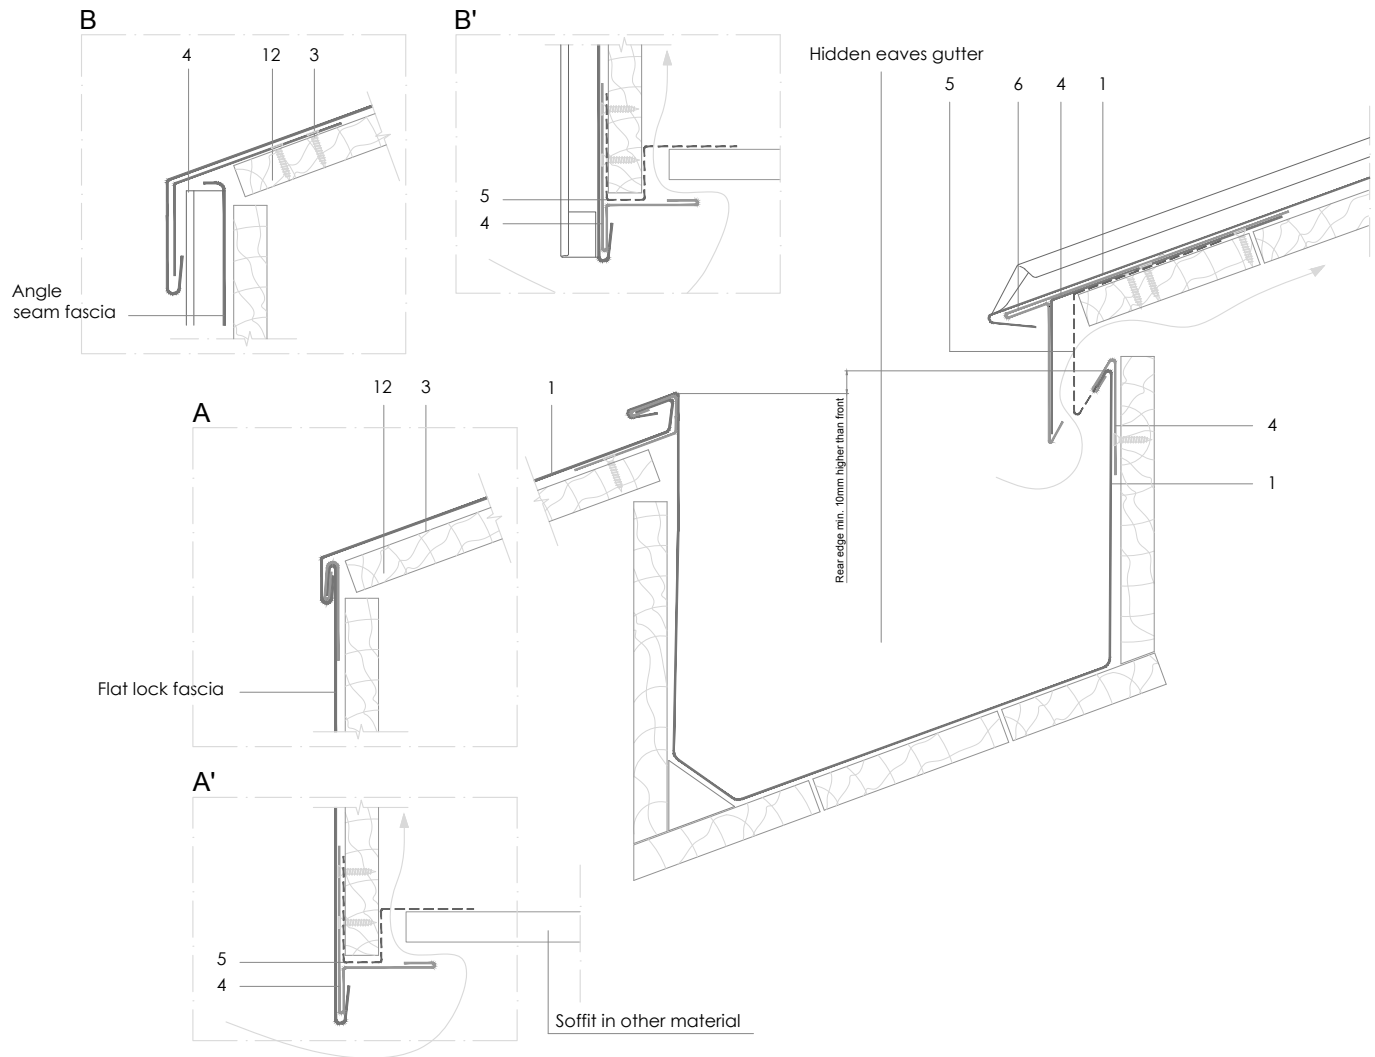 B
4
12
3
Angle
seam fascia
B'
5
4
Hidden eaves gutter
5
6
4
1
4
1
Rear edge min. 10mm higher than front
A
12
3
1
Flat lock fascia
A'
5
4
Soffit in other material